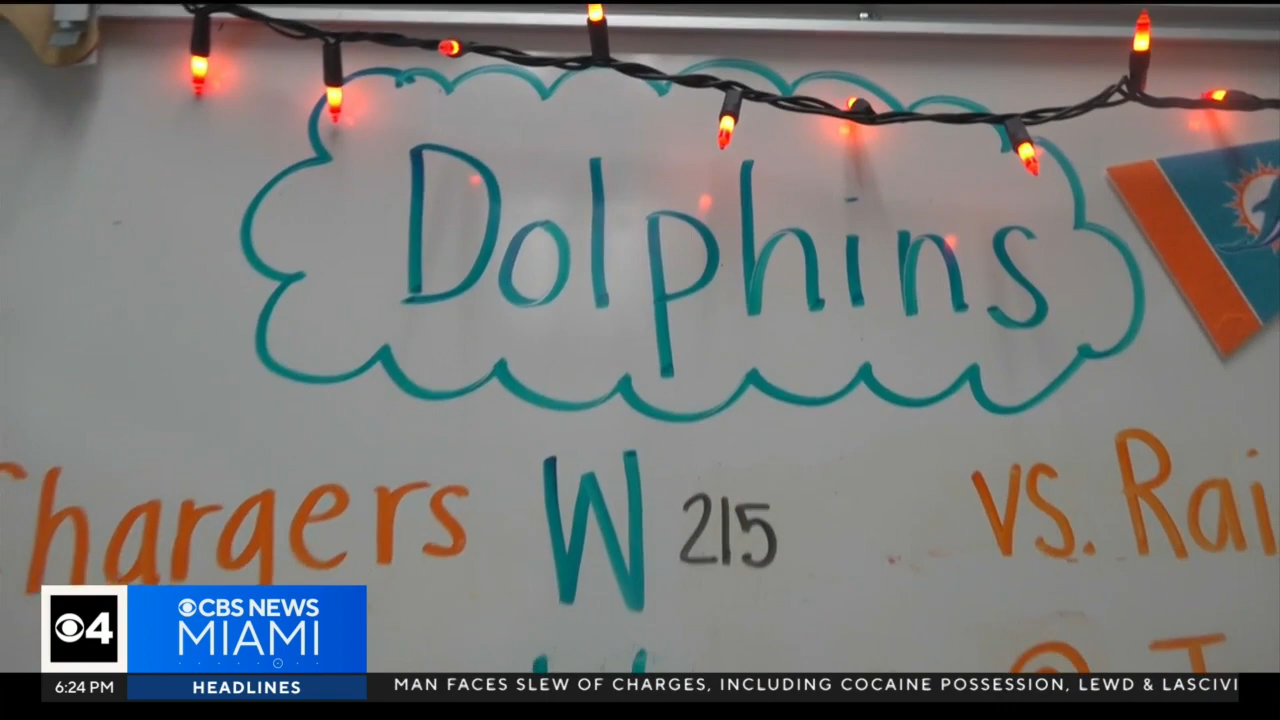 Dolphins
Chargers W 215 vs. Rai
4 CBS NEWS
MIAMI
6:24 PM HEADLINES MAN FACES SLEW OF CHARGES, INCLUDING COCAINE POSSESSION, LEWD & LASCIVI